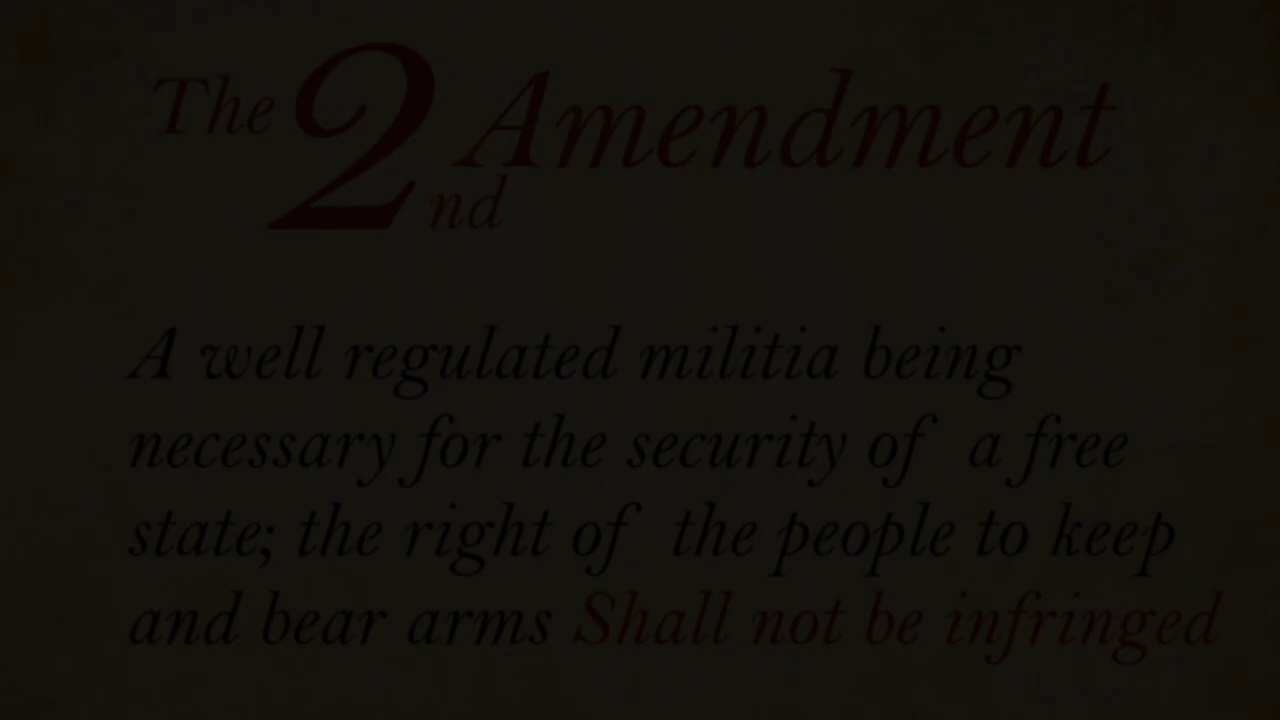 The 2nd Amendment
A well regulated militia being
necessary for the security of a free
state; the right of the people to keep
and bear arms Shall not be infringed